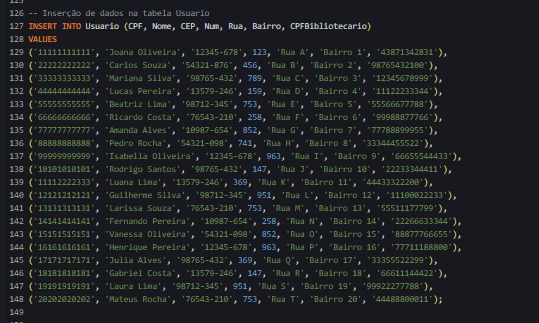 126 -- Inserção de dados na tabela Usuario
127 INSERT INTO Usuario (CPF, Nome, CEP, Num, Rua, Bairro, CPFBibliotecario)
128 VALUES
129 ('11111111111', 'Joana Oliveira', '12345-678', 123, 'Rua A', 'Bairro 1', '43871342831'),
130 ('22222222222', 'Carlos Souza', '54321-876', 456, 'Rua B', 'Bairro 2', '98765432100'),
131 ('33333333333', 'Mariana Silva', '98765-432', 789, 'Rua C', 'Bairro 3', '12345678999'),
132 ('44444444444', 'Lucas Pereira', '13579-246', 159, 'Rua D', 'Bairro 4', '11122233344'),
133 ('55555555555', 'Beatriz Lima', '98712-345', 753, 'Rua E', 'Bairro 5', '55566677788'),
134 ('66666666666', 'Ricardo Costa', '76543-210', 258, 'Rua F', 'Bairro 6', '99988877766'),
135 ('77777777777', 'Amanda Alves', '10987-654', 852, 'Rua G', 'Bairro 7', '77788899955'),
136 ('88888888888', 'Pedro Rocha', '54321-098', 741, 'Rua H', 'Bairro 8', '33344455522'),
137 ('99999999999', 'Isabella Oliveira', '12345-678', 963, 'Rua I', 'Bairro 9', '66655544433'),
138 ('10101010101', 'Rodrigo Santos', '98765-432', 147, 'Rua J', 'Bairro 10', '22233344411'),
139 ('11112222333', 'Luana Lima', '13579-246', 369, 'Rua K', 'Bairro 11', '44433322200'),
140 ('12121212121', 'Guilherme Silva', '98712-345', 951, 'Rua L', 'Bairro 12', '11100022233'),
141 ('13131313131', 'Larissa Souza', '76543-210', 753, 'Rua M', 'Bairro 13', '55511177799'),
142 ('14141414141', 'Fernando Pereira', '10987-654', 258, 'Rua N', 'Bairro 14', '22266633344'),
143 ('15151515151', 'Vanessa Oliveira', '54321-098', 852, 'Rua O', 'Bairro 15', '88877766655'),
144 ('16161616161', 'Henrique Pereira', '12345-678', 963, 'Rua P', 'Bairro 16', '77711188800'),
145 ('17171717171', 'Julia Alves', '98765-432', 369, 'Rua Q', 'Bairro 17', '33355522299'),
146 ('18181818181', 'Gabriel Costa', '13579-246', 147, 'Rua R', 'Bairro 18', '66611144422'),
147 ('19191919191', 'Laura Lima', '98712-345', 951, 'Rua S', 'Bairro 19', '99922277788'),
148 ('20202020202', 'Mateus Rocha', '76543-210', 753, 'Rua T', 'Bairro 20', '44488800011');
149